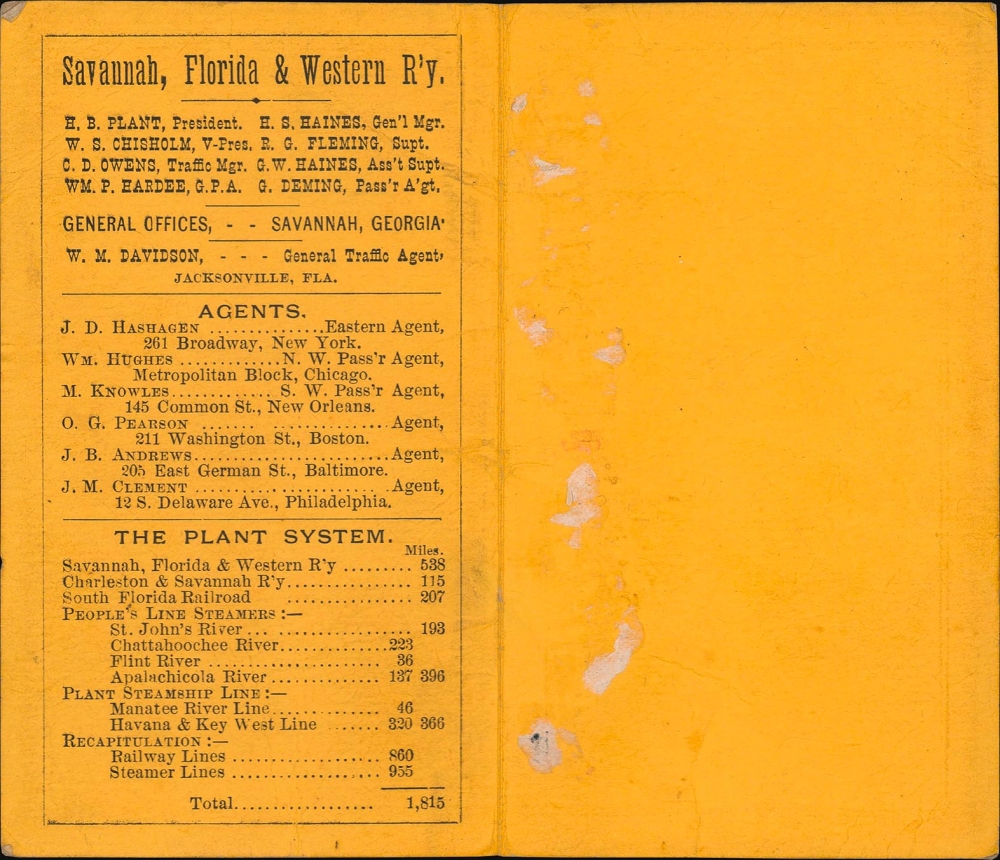 Savannah, Florida & Western R'y.
H. B. PLANT, President. H. S. HAINES, Gen'l Mgr.
W. S. CHISHOLM, V-Pres. R. G. FLEMING, Supt.
C. D. OWENS, Traffic Mgr. G. W. HAINES, Ass't Supt.
WM. P. HARDEE, G.P.A. G. DEMING, Pass'r A'gt.
GENERAL OFFICES, - - SAVANNAH, GEORGIA.
W. M. DAVIDSON, - - - General Traffic Agent,
JACKSONVILLE, FLA.
AGENTS.
J. D. HASHAGEN ..............Eastern Agent,
261 Broadway, New York.
WM. HUGHES .............N. W. Pass'r Agent,
Metropolitan Block, Chicago.
M. KNOWLES............. S. W. Pass'r Agent,
145 Common St., New Orleans.
O. G. PEARSON ...... ................Agent,
211 Washington St., Boston.
J. B. ANDREWS.........................Agent,
205 East German St., Baltimore.
J. M. CLEMENT ........................Agent,
12 S. Delaware Ave., Philadelphia.
THE PLANT SYSTEM.
Miles.
Savannah, Florida & Western R'y ......... 538
Charleston & Savannah R'y................ 115
South Florida Railroad ................ 207
PEOPLE'S LINE STEAMERS :—
St. John's River ... ................. 193
Chattahoochee River.............223
Flint River ..................... 36
Apalachicola River .............. 137 396
PLANT STEAMSHIP LINE :—
Manatee River Line.............. 46
Havana & Key West Line ....... 320 366
RECAPITULATION :—
Railway Lines ................... 860
Steamer Lines ................... 955
Total.................. 1,815